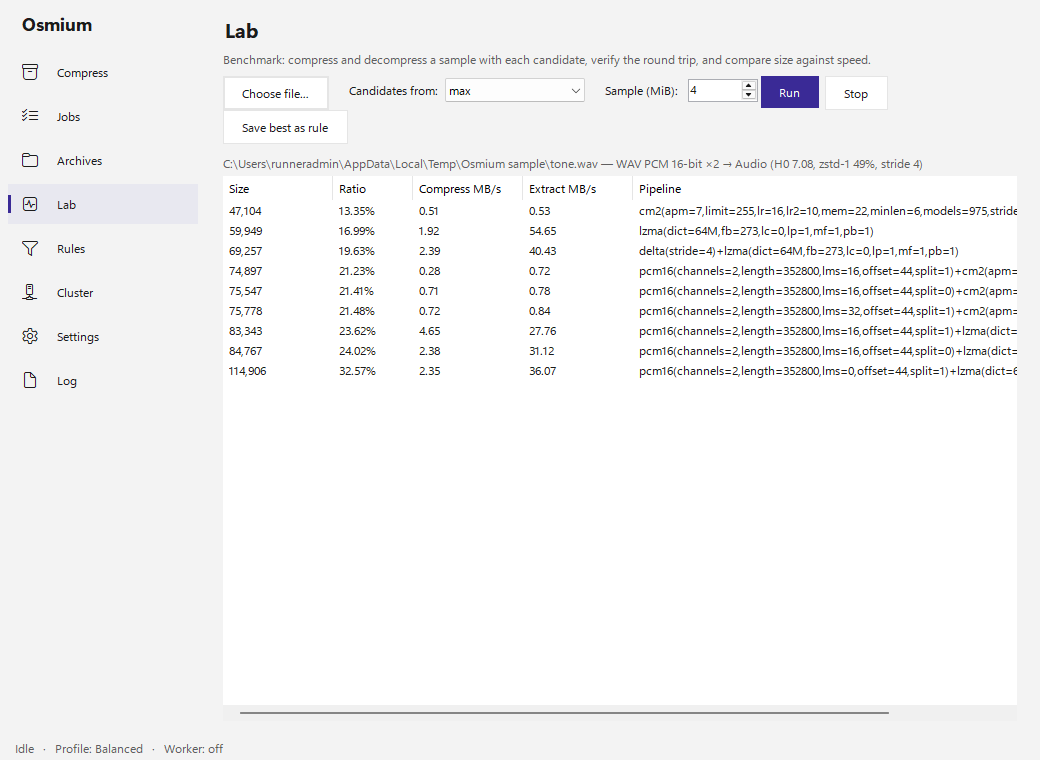 Osmium
Compress
Jobs
Archives
Lab
Rules
Cluster
Settings
Log
Lab
Benchmark: compress and decompress a sample with each candidate, verify the round trip, and compare size against speed.
Choose file... Candidates from: max Sample (MiB): 4 Run Stop
Save best as rule
C:\Users\runneradmin\AppData\Local\Temp\Osmium sample\tone.wav — WAV PCM 16-bit ×2 → Audio (H0 7.08, zstd-1 49%, stride 4)
Size Ratio Compress MB/s Extract MB/s Pipeline
47,104 13.35% 0.51 0.53 cm2(apm=7,limit=255,lr=16,lr2=10,mem=22,minlen=6,models=975,stride
59,949 16.99% 1.92 54.65 lzma(dict=64M,fb=273,lc=0,lp=1,mf=1,pb=1)
69,257 19.63% 2.39 40.43 delta(stride=4)+lzma(dict=64M,fb=273,lc=0,lp=1,mf=1,pb=1)
74,897 21.23% 0.28 0.72 pcm16(channels=2,length=352800,lms=16,offset=44,split=1)+cm2(apm=
75,547 21.41% 0.71 0.78 pcm16(channels=2,length=352800,lms=16,offset=44,split=0)+cm2(apm=
75,778 21.48% 0.72 0.84 pcm16(channels=2,length=352800,lms=32,offset=44,split=1)+cm2(apm=
83,343 23.62% 4.65 27.76 pcm16(channels=2,length=352800,lms=16,offset=44,split=1)+lzma(dict=
84,767 24.02% 2.38 31.12 pcm16(channels=2,length=352800,lms=16,offset=44,split=0)+lzma(dict=
114,906 32.57% 2.35 36.07 pcm16(channels=2,length=352800,lms=0,offset=44,split=1)+lzma(dict=6
Idle · Profile: Balanced · Worker: off